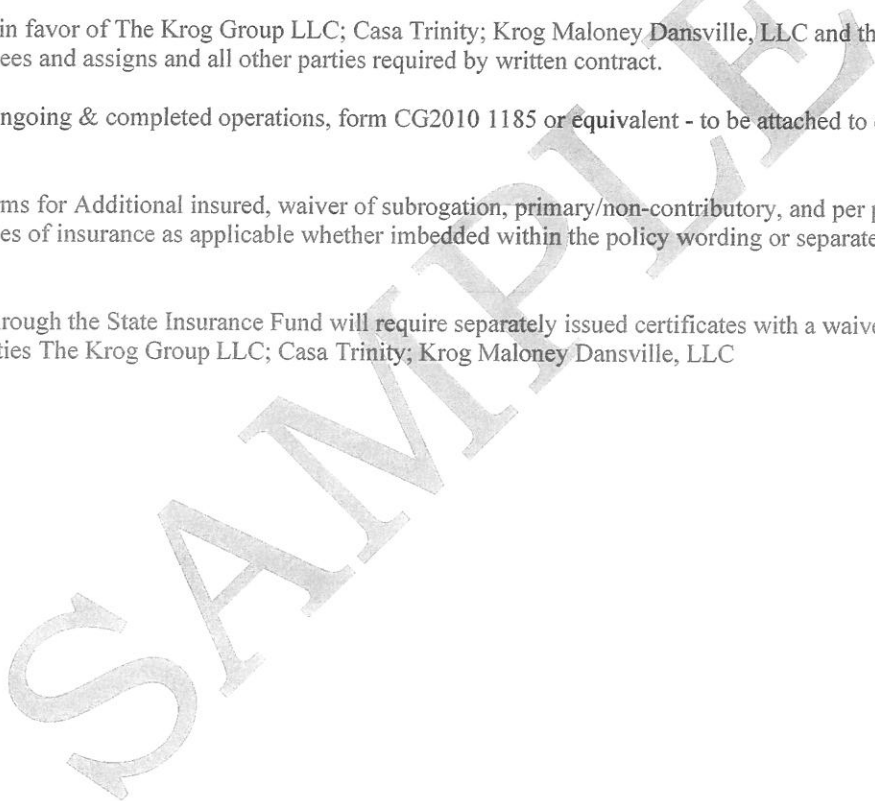 in favor of The Krog Group LLC; Casa Trinity; Krog Maloney Dansville, LLC and th
ees and assigns and all other parties required by written contract.
ngoing & completed operations, form CG2010 1185 or equivalent - to be attached to
ms for Additional insured, waiver of subrogation, primary/non-contributory, and per p
es of insurance as applicable whether imbedded within the policy wording or separate
rough the State Insurance Fund will require separately issued certificates with a waive
ties The Krog Group LLC; Casa Trinity; Krog Maloney Dansville, LLC
SAMPLE